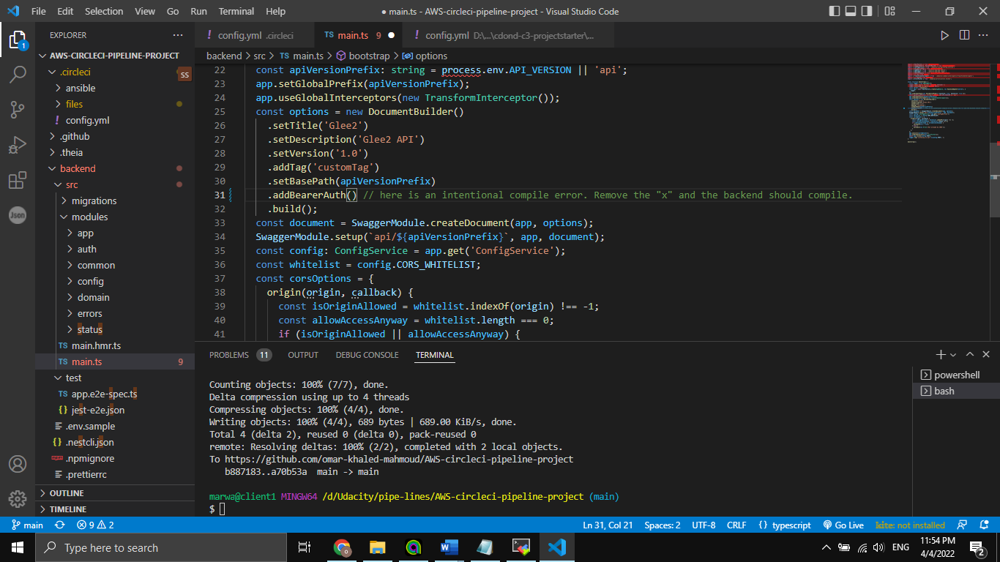 File Edit Selection View Go Run Terminal Help
● main.ts - AWS-circleci-pipeline-project - Visual Studio Code
EXPLORER ···
! config.yml .circleci
TS main.ts 9 ●
! config.yml D:\...\cdond-c3-projectstarter\...
AWS-CIRCLECI-PIPELINE-PROJECT
backend > src > TS main.ts > bootstrap > options
.circleci
ss
ansible
files
! config.yml
.github
.theia
backend
src
migrations
modules
app
auth
common
config
domain
errors
status
TS main.hmr.ts
TS main.ts 9
test
TS app.e2e-spec.ts
{} jest-e2e.json
.env.sample
{} .nestcli.json
.npmignore
.prettierrc
OUTLINE
TIMELINE
1
Json
22 const apiVersionPrefix: string = process.env.API_VERSION || 'api';
23 app.setGlobalPrefix(apiVersionPrefix);
24 app.useGlobalInterceptors(new TransformInterceptor());
25 const options = new DocumentBuilder()
26 .setTitle('Glee2')
27 .setDescription('Glee2 API')
28 .setVersion('1.0')
29 .addTag('customTag')
30 .setBasePath(apiVersionPrefix)
31 .addBearerAuth() // here is an intentional compile error. Remove the "x" and the backend should compile.
32 .build();
33 const document = SwaggerModule.createDocument(app, options);
34 SwaggerModule.setup(`api/${apiVersionPrefix}`, app, document);
35 const config: ConfigService = app.get('ConfigService');
36 const whitelist = config.CORS_WHITELIST;
37 const corsOptions = {
38 origin(origin, callback) {
39 const isOriginAllowed = whitelist.indexOf(origin) !== -1;
40 const allowAccessAnyway = whitelist.length === 0;
41 if (isOriginAllowed || allowAccessAnyway) {
PROBLEMS 11 OUTPUT DEBUG CONSOLE TERMINAL
powershell
bash
Counting objects: 100% (7/7), done.
Delta compression using up to 4 threads
Compressing objects: 100% (4/4), done.
Writing objects: 100% (4/4), 689 bytes | 689.00 KiB/s, done.
Total 4 (delta 2), reused 0 (delta 0), pack-reused 0
remote: Resolving deltas: 100% (2/2), completed with 2 local objects.
To https://github.com/omar-khaled-mahmoud/AWS-circleci-pipeline-project
b887183..a70b53a main -> main
marwa@client1 MINGW64 /d/Udacity/pipe-lines/AWS-circleci-pipeline-project (main)
$
main 9 2 Ln 31, Col 21 Spaces: 2 UTF-8 CRLF {} typescript Go Live kite: not installed
Type here to search
ENG
11:54 PM
4/4/2022
2